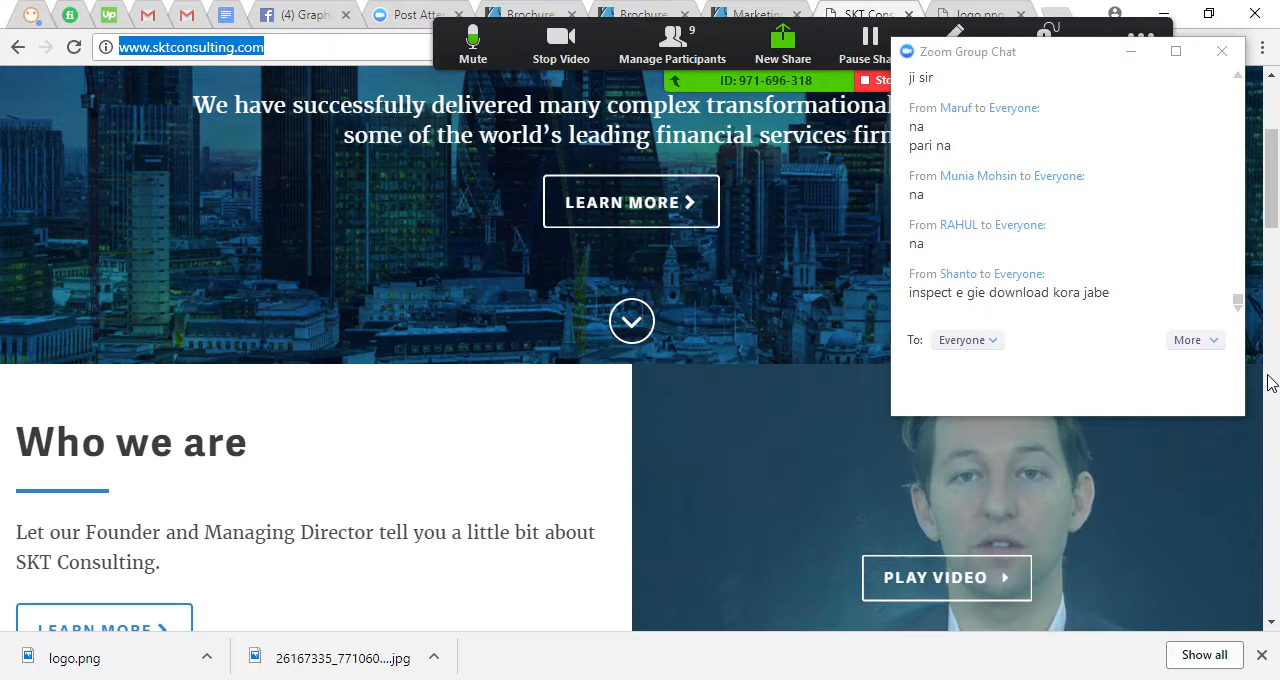 (4) Graph
Post Atte
Brochure
Brochure
Marketin
SKT Cons
logo.png
www.sktconsulting.com
Mute
Stop Video
9
Manage Participants
New Share
Pause Sha
ID: 971-696-318
Sto
We have successfully delivered many complex transformational
some of the world's leading financial services firm
LEARN MORE
Zoom Group Chat
ji sir
From Maruf to Everyone:
na
pari na
From Munia Mohsin to Everyone:
na
From RAHUL to Everyone:
na
From Shanto to Everyone:
inspect e gie download kora jabe
To: Everyone
More
Who we are
Let our Founder and Managing Director tell you a little bit about
SKT Consulting.
LEARN MORE
PLAY VIDEO
logo.png
26167335_771060....jpg
Show all